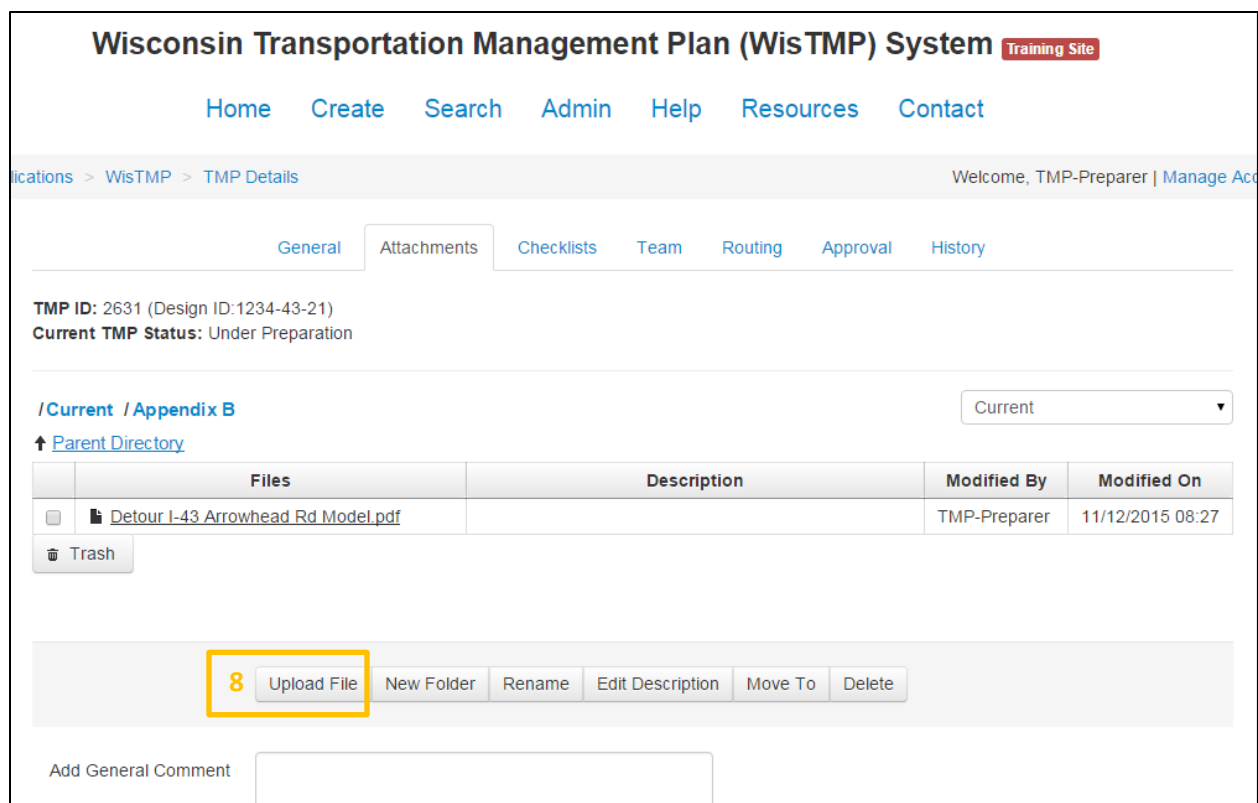 Wisconsin Transportation Management Plan (WisTMP) System Training Site
Home Create Search Admin Help Resources Contact
lications > WisTMP > TMP Details Welcome, TMP-Preparer | Manage Acc
General Attachments Checklists Team Routing Approval History
TMP ID: 2631 (Design ID:1234-43-21)
Current TMP Status: Under Preparation
/ Current / Appendix B Current
Parent Directory
Files Description Modified By Modified On
Detour I-43 Arrowhead Rd Model.pdf TMP-Preparer 11/12/2015 08:27
Trash
8 Upload File New Folder Rename Edit Description Move To Delete
Add General Comment